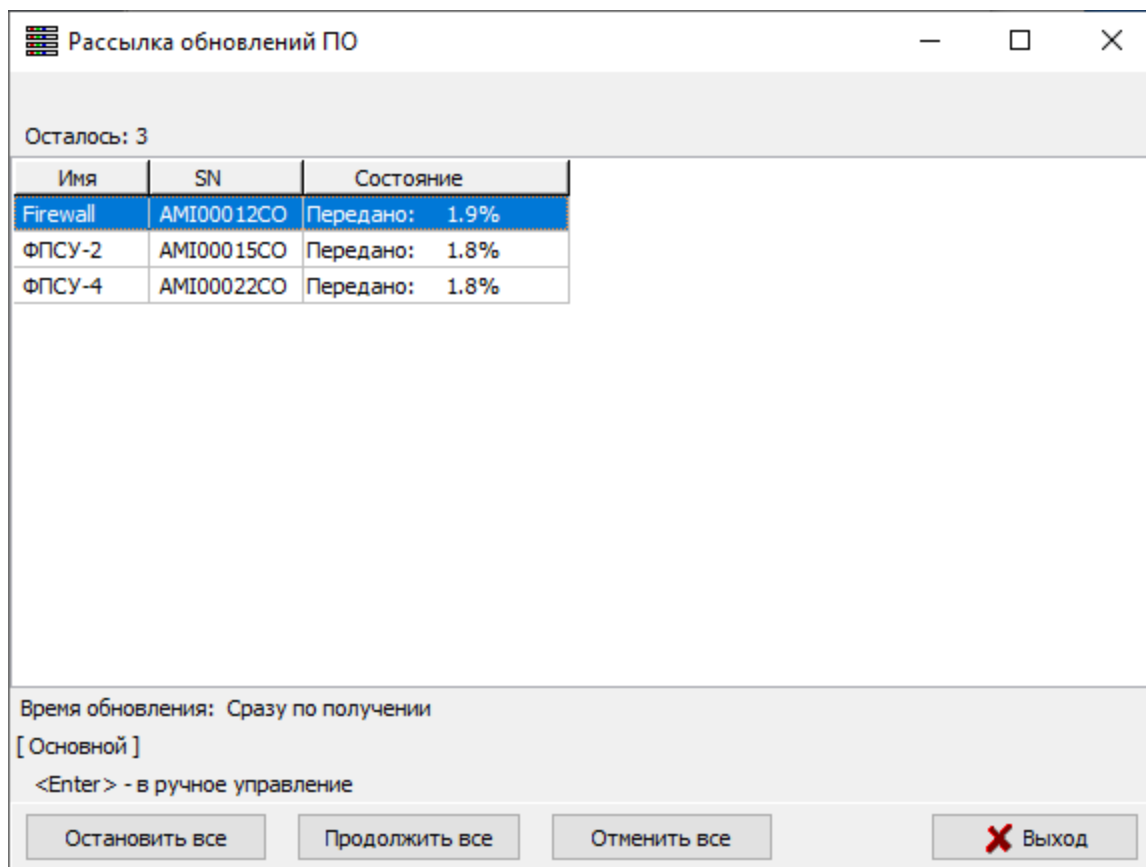 Рассылка обновлений ПО
Осталось: 3
Имя SN Состояние
Firewall AMI00012CO Передано: 1.9%
ФПСУ-2 AMI00015CO Передано: 1.8%
ФПСУ-4 AMI00022CO Передано: 1.8%
Время обновления: Сразу по получении
[ Основной ]
<Enter> - в ручное управление
Остановить все Продолжить все Отменить все Выход